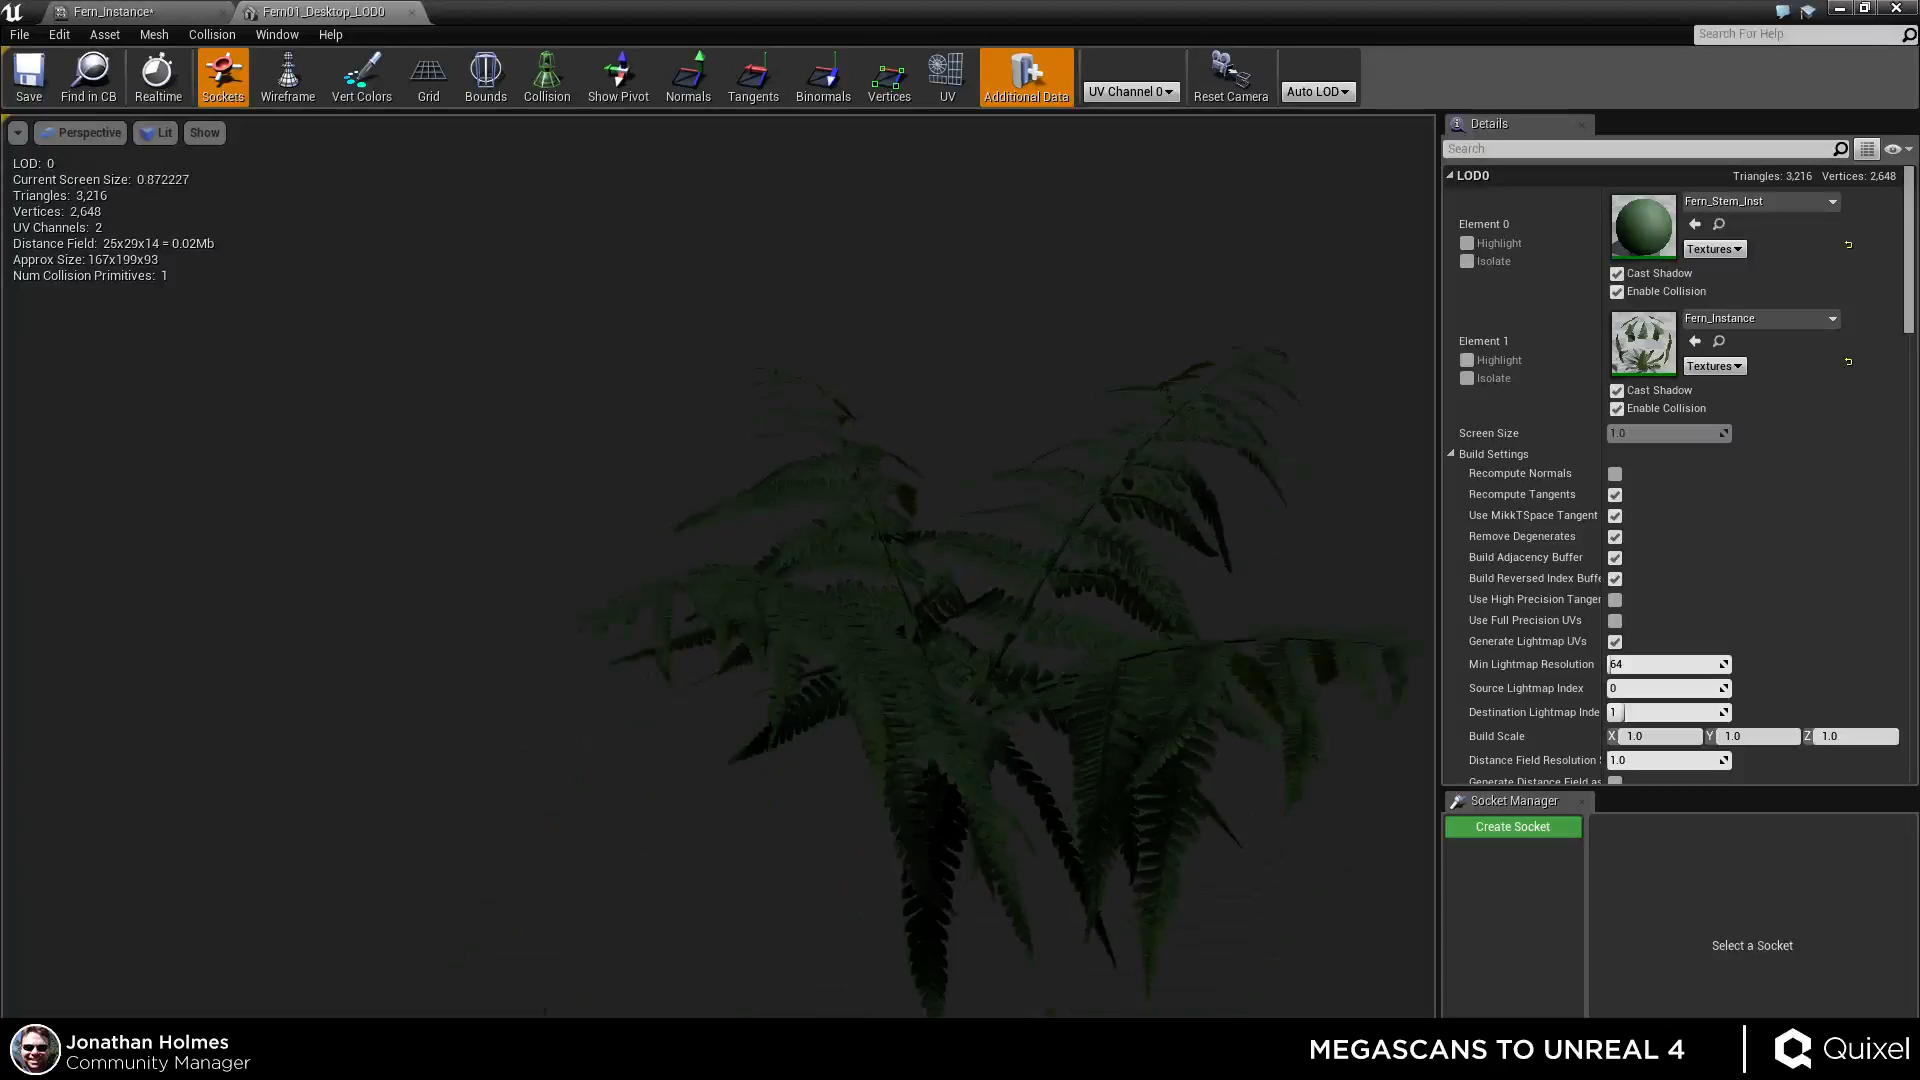 Fern_Instance*
Fern01_Desktop_LOD0
File Edit Asset Mesh Collision Window Help
Search For Help
Save Find in CB Realtime Sockets Wireframe Vert Colors Grid Bounds Collision Show Pivot Normals Tangents Binormals Vertices UV Additional Data UV Channel 0 Reset Camera Auto LOD
Perspective Lit Show
LOD: 0
Current Screen Size: 0.872227
Triangles: 3,216
Vertices: 2,648
UV Channels: 2
Distance Field: 25x29x14 = 0.02Mb
Approx Size: 167x199x93
Num Collision Primitives: 1
Details
Search
LOD0 Triangles: 3,216 Vertices: 2,648
Element 0
Highlight
Isolate
Fern_Stem_Inst
Textures
Cast Shadow
Enable Collision
Element 1
Highlight
Isolate
Fern_Instance
Textures
Cast Shadow
Enable Collision
Screen Size 1.0
Build Settings
Recompute Normals
Recompute Tangents
Use MikkTSpace Tangent
Remove Degenerates
Build Adjacency Buffer
Build Reversed Index Buffe
Use High Precision Tanger
Use Full Precision UVs
Generate Lightmap UVs
Min Lightmap Resolution 64
Source Lightmap Index 0
Destination Lightmap Inde 1
Build Scale X 1.0 Y 1.0 Z 1.0
Distance Field Resolution 1.0
Generate Distance Field as
Socket Manager
Create Socket
Select a Socket
Jonathan Holmes
Community Manager
MEGASCANS TO UNREAL 4
Quixel